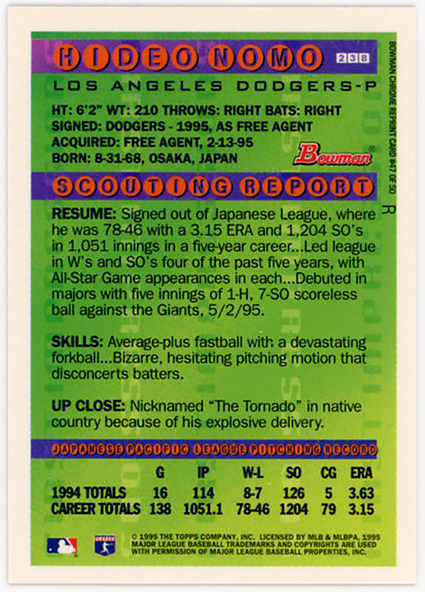 HIDEO NOMO 238
LOS ANGELES DODGERS-P
HT: 6'2" WT: 210 THROWS: RIGHT BATS: RIGHT
SIGNED: DODGERS - 1995, AS FREE AGENT
ACQUIRED: FREE AGENT, 2-13-95
BORN: 8-31-68, OSAKA, JAPAN
Bowman®
BOWMAN CHROME REPRINT CARD #47 OF 50
R
SCOUTING REPORT
RESUME: Signed out of Japanese League, where
he was 78-46 with a 3.15 ERA and 1,204 SO's
in 1,051 innings in a five-year career...Led league
in W's and SO's four of the past five years, with
All-Star Game appearances in each...Debuted in
majors with five innings of 1-H, 7-SO scoreless
ball against the Giants, 5/2/95.
SKILLS: Average-plus fastball with a devastating
forkball...Bizarre, hesitating pitching motion that
disconcerts batters.
UP CLOSE: Nicknamed "The Tornado" in native
country because of his explosive delivery.
JAPANESE PACIFIC LEAGUE PITCHING RECORD
G IP W-L SO CG ERA
1994 TOTALS 16 114 8-7 126 5 3.63
CAREER TOTALS 138 1051.1 78-46 1204 79 3.15
© 1995 THE TOPPS COMPANY, INC. LICENSED BY MLB & MLBPA, 1995
MAJOR LEAGUE BASEBALL TRADEMARKS AND COPYRIGHTS ARE USED
WITH PERMISSION OF MAJOR LEAGUE BASEBALL PROPERTIES, INC.